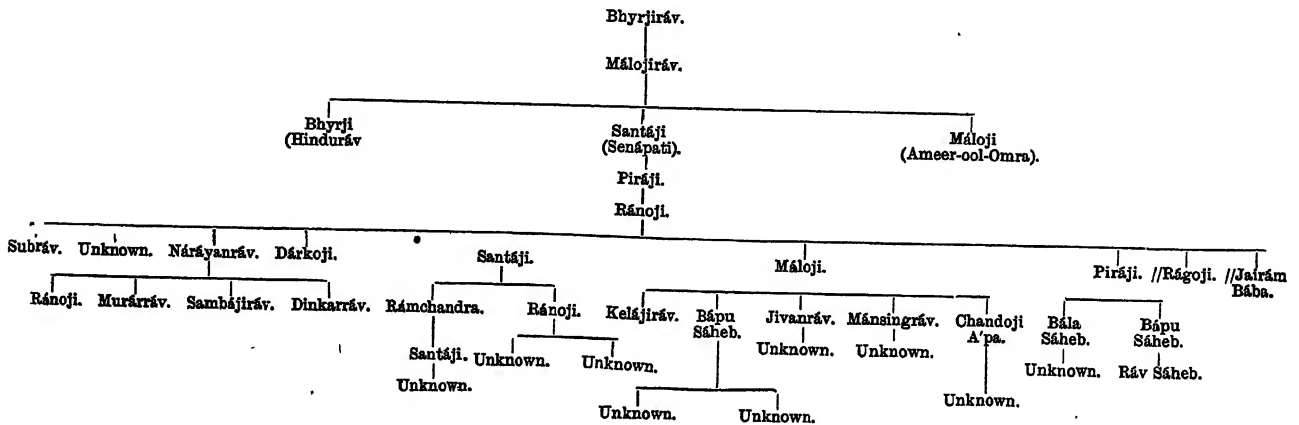 Bhyrjiráv.
Málojiráv.
Bhyrji
(Hinduráv
Santáji
(Senápati).
Máloji
(Ameer-ool-Omra).
Piráji.
Ránoji.
Subráv. Unknown. Náráyanráv. Dárkoji. Santáji. Máloji. Piráji. //Rágoji. //Jairám
Bába.
Ránoji. Murárráv. Sambájiráv. Dinkarráv. Rámchandra. Ránoji. Kelájiráv. Bápu
Sáheb. Jivanráv. Mánsingráv. Chandoji
A'pa. Bála
Sáheb. Bápu
Sáheb.
Santáji. Unknown. Unknown. Unknown. Unknown. Unknown. Ráv Sáheb.
Unknown. Unknown. Unknown. Unknown.